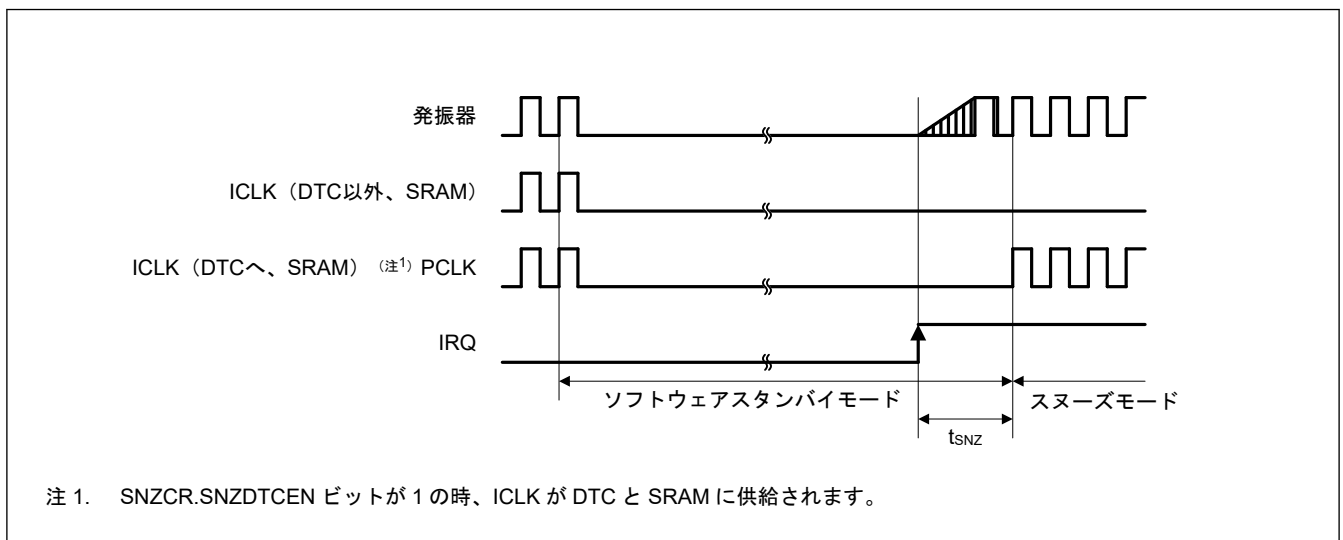 発振器
ICLK（DTC以外、SRAM）
ICLK（DTCへ、SRAM）（注1）PCLK
IRQ
ソフトウェアスタンバイモード
スヌーズモード
tSNZ
注 1. SNZCR.SNZDTCEN ビットが 1 の時、ICLK が DTC と SRAM に供給されます。